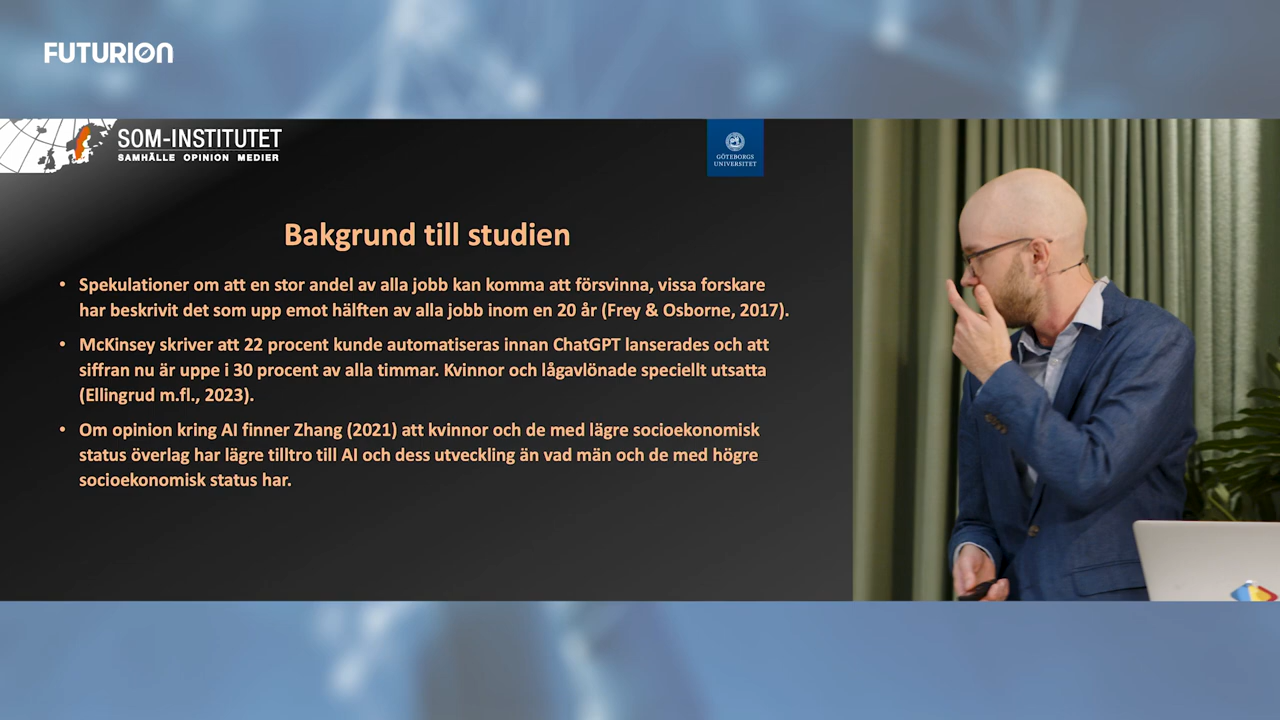 FUTURION
SOM-INSTITUTET
SAMHÄLLE OPINION MEDIER
GÖTEBORGS
UNIVERSITET
Bakgrund till studien
• Spekulationer om att en stor andel av alla jobb kan komma att försvinna, vissa forskare
har beskrivit det som upp emot hälften av alla jobb inom en 20 år (Frey & Osborne, 2017).
• McKinsey skriver att 22 procent kunde automatiseras innan ChatGPT lanserades och att
siffran nu är uppe i 30 procent av alla timmar. Kvinnor och lågavlönade speciellt utsatta
(Ellingrud m.fl., 2023).
• Om opinion kring AI finner Zhang (2021) att kvinnor och de med lägre socioekonomisk
status överlag har lägre tilltro till AI och dess utveckling än vad män och de med högre
socioekonomisk status har.